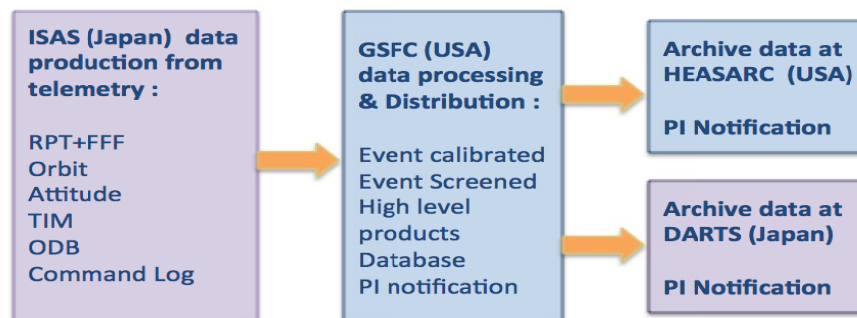 ISAS (Japan) data
production from
telemetry :
RPT+FFF
Orbit
Attitude
TIM
ODB
Command Log
GSFC (USA)
data processing
& Distribution :
Event calibrated
Event Screened
High level
products
Database
PI notification
Archive data at
HEASARC (USA)
PI Notification
Archive data at
DARTS (Japan)
PI Notification